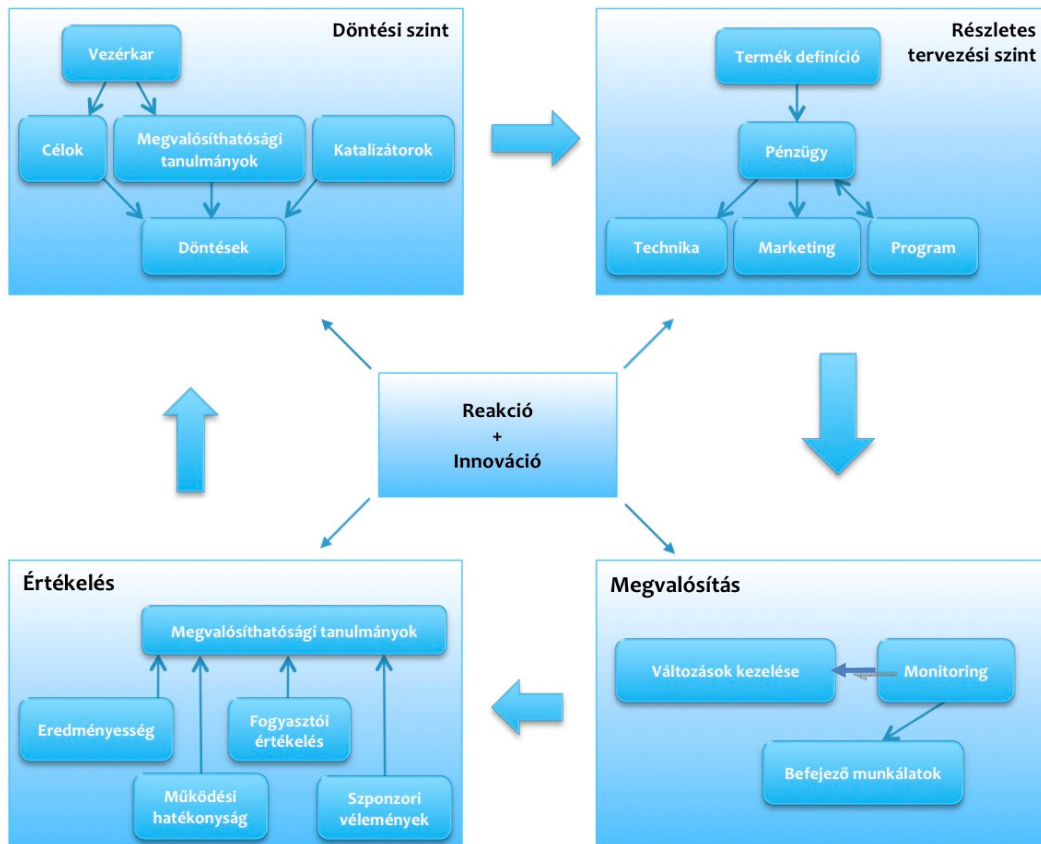 Döntési szint
Vezérkar
Célok
Megvalósíthatósági
tanulmányok
Katalizátorok
Döntések
Részletes
tervezési szint
Termék definíció
Pénzügy
Technika
Marketing
Program
Reakció
+
Innováció
Értékelés
Megvalósíthatósági tanulmányok
Eredményesség
Fogyasztói
értékelés
Működési
hatékonyság
Szponzori
vélemények
Megvalósítás
Változások kezelése
Monitoring
Befejező munkálatok